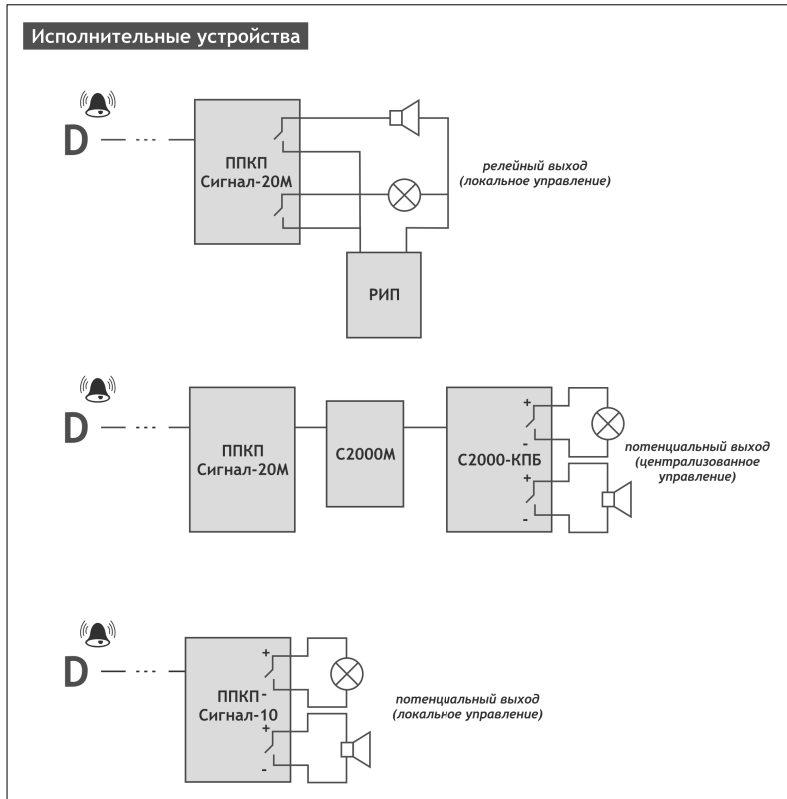 Исполнительные устройства
D
ППКП
Сигнал-20М
релейный выход
(локальное управление)
РИП
D
ППКП
Сигнал-20М
С2000М
С2000-КПБ
+
-
+
-
потенциальный выход
(централизованное
управление)
D
ППКП
Сигнал-10
+
-
+
-
потенциальный выход
(локальное управление)